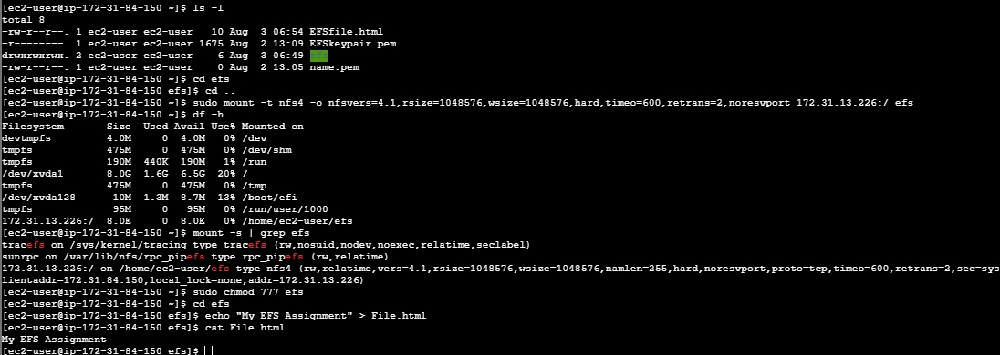 [ec2-user@ip-172-31-84-150 ~]$ ls -l
total 8
-rw-r--r--. 1 ec2-user ec2-user   10 Aug  3 06:54 EFSfile.html
-r--------. 1 ec2-user ec2-user 1675 Aug  2 13:09 EFSkeypair.pem
drwxrwxrwx. 2 ec2-user ec2-user    6 Aug  3 06:49 efs
-rw-r--r--. 1 ec2-user ec2-user    0 Aug  2 13:05 name.pem
[ec2-user@ip-172-31-84-150 ~]$ cd efs
[ec2-user@ip-172-31-84-150 efs]$ cd ..
[ec2-user@ip-172-31-84-150 ~]$ sudo mount -t nfs4 -o nfsvers=4.1,rsize=1048576,wsize=1048576,hard,timeo=600,retrans=2,noresvport 172.31.13.226:/ efs
[ec2-user@ip-172-31-84-150 ~]$ df -h
Filesystem       Size  Used Avail Use% Mounted on
devtmpfs         4.0M     0  4.0M   0% /dev
tmpfs            475M     0  475M   0% /dev/shm
tmpfs            190M  440K  190M   1% /run
/dev/xvda1       8.0G  1.6G  6.5G  20% /
tmpfs            475M     0  475M   0% /tmp
/dev/xvda128      10M  1.3M  8.7M  13% /boot/efi
tmpfs             95M     0   95M   0% /run/user/1000
172.31.13.226:/  8.0E     0  8.0E   0% /home/ec2-user/efs
[ec2-user@ip-172-31-84-150 ~]$ mount -s | grep efs
tracefs on /sys/kernel/tracing type tracefs (rw,nosuid,nodev,noexec,relatime,seclabel)
sunrpc on /var/lib/nfs/rpc_pipefs type rpc_pipefs (rw,relatime)
172.31.13.226:/ on /home/ec2-user/efs type nfs4 (rw,relatime,vers=4.1,rsize=1048576,wsize=1048576,namlen=255,hard,noresvport,proto=tcp,timeo=600,retrans=2,sec=sys
lientaddr=172.31.84.150,local_lock=none,addr=172.31.13.226)
[ec2-user@ip-172-31-84-150 ~]$ sudo chmod 777 efs
[ec2-user@ip-172-31-84-150 ~]$ cd efs
[ec2-user@ip-172-31-84-150 efs]$ echo "My EFS Assignment" > File.html
[ec2-user@ip-172-31-84-150 efs]$ cat File.html
My EFS Assignment
[ec2-user@ip-172-31-84-150 efs]$